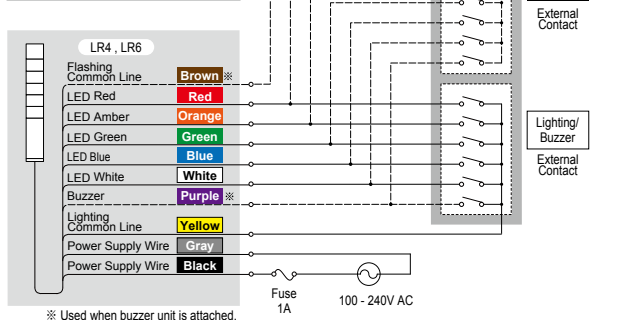 External
Contact
LR4 , LR6
Flashing
Common Line
Brown ※
LED Red
Red
LED Amber
Orange
LED Green
Green
LED Blue
Blue
LED White
White
Buzzer
Purple ※
Lighting
Common Line
Yellow
Power Supply Wire
Gray
Power Supply Wire
Black
Lighting/
Buzzer
External
Contact
Fuse
1A
100 - 240V AC
※ Used when buzzer unit is attached.